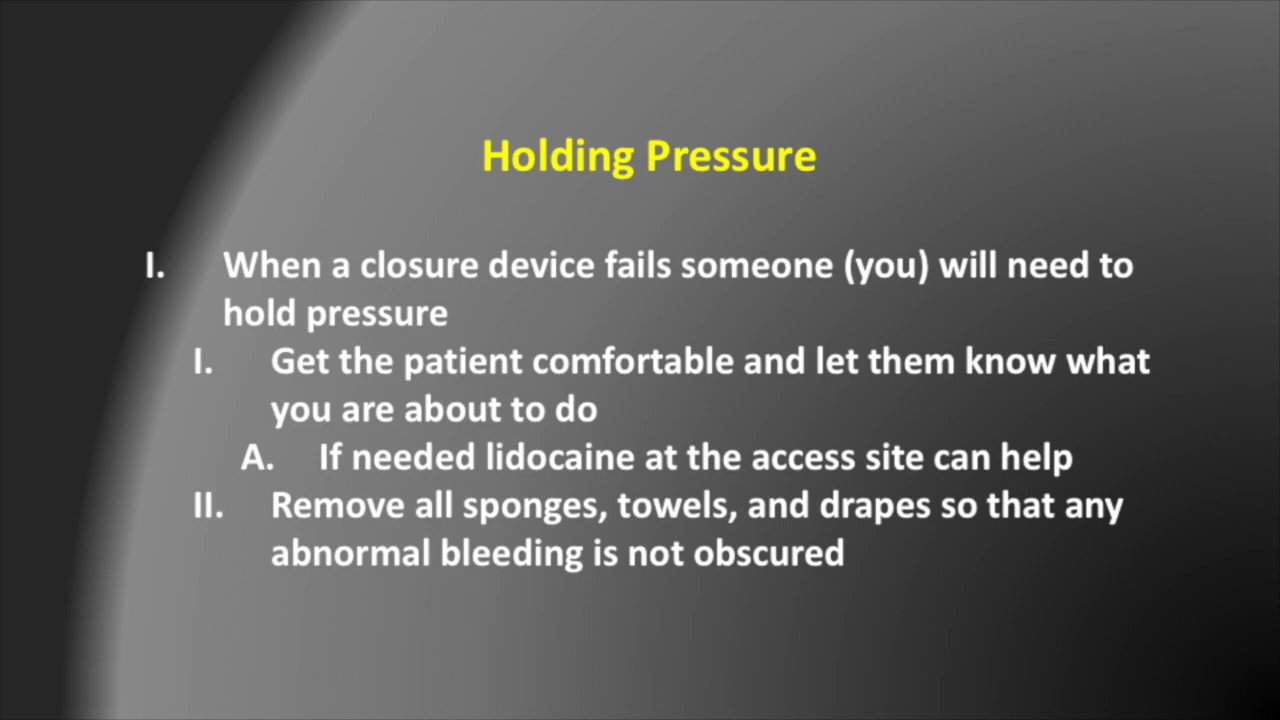 Holding Pressure
I. When a closure device fails someone (you) will need to
hold pressure
I. Get the patient comfortable and let them know what
you are about to do
A. If needed lidocaine at the access site can help
II. Remove all sponges, towels, and drapes so that any
abnormal bleeding is not obscured